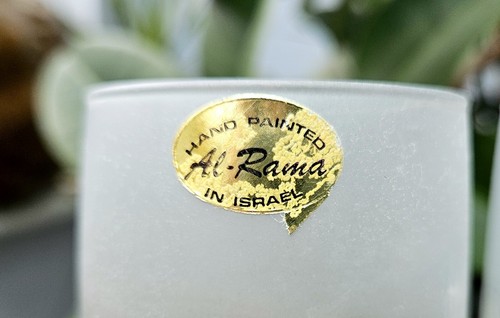 HAND PAINTED
Al-Rama
IN ISRAEL